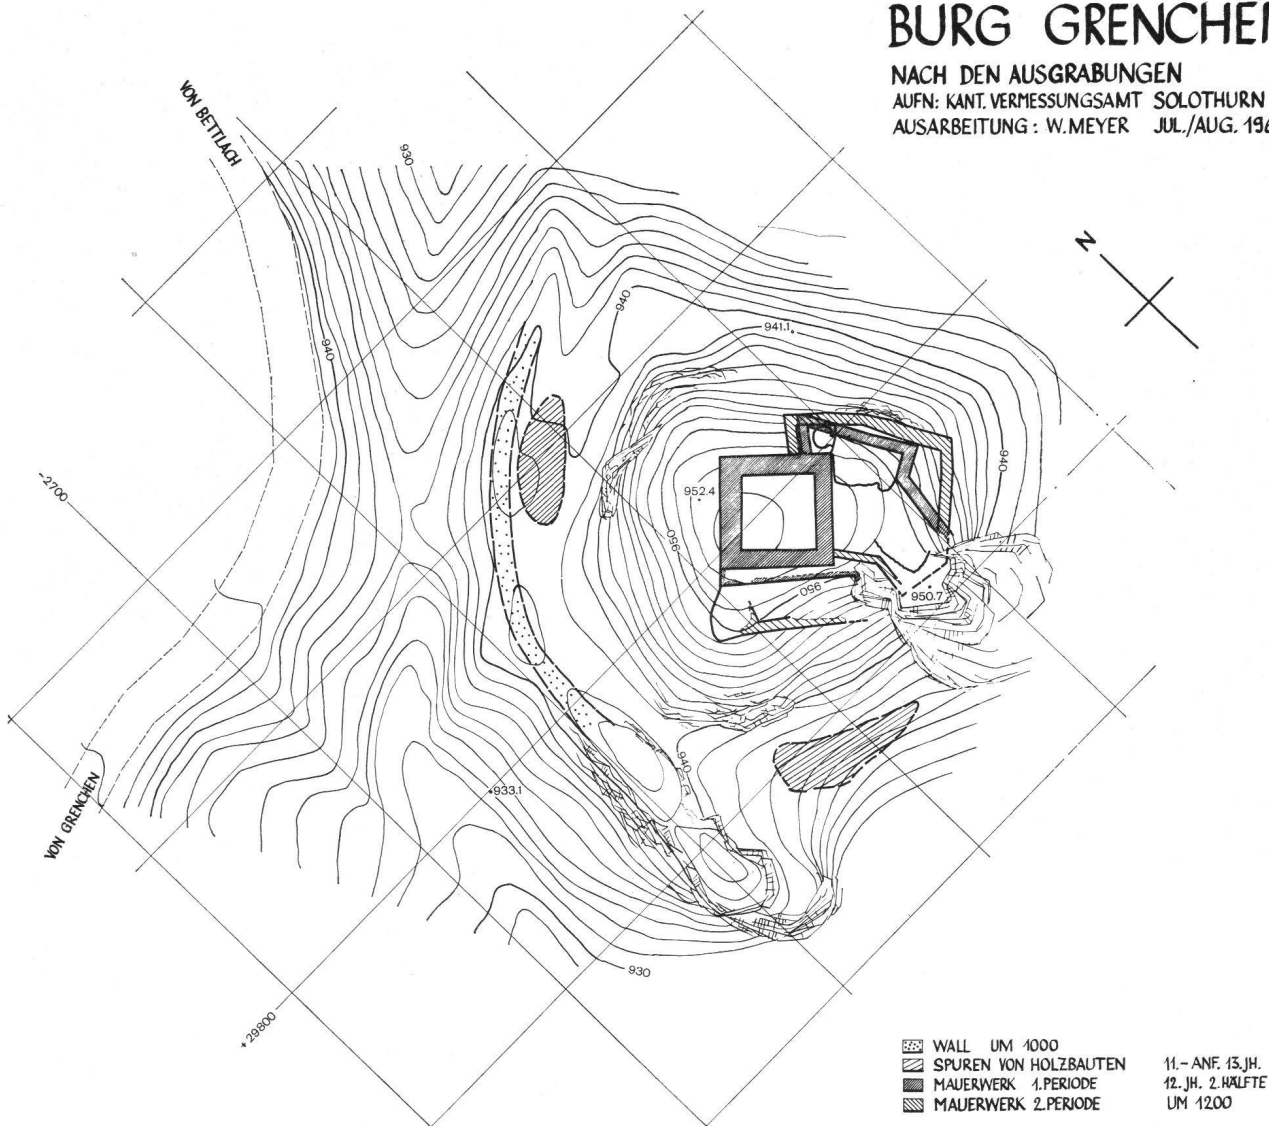 BURG GRENCHEN
NACH DEN AUSGRABUNGEN
AUFN: KANT. VERMESSUNGSAMT SOLOTHURN
AUSARBEITUNG: W. MEYER JUL./AUG. 196
VON BETTLACH
930
N
940
941.1
940
-2700
940
952.4
950
950
950.7
940
933.1
VON GRENCHEN
930
+29800
WALL UM 1000
SPUREN VON HOLZBAUTEN 11.-ANF. 13.JH.
MAUERWERK 1.PERIODE 12. JH. 2.HÄLFTE
MAUERWERK 2.PERIODE UM 1200